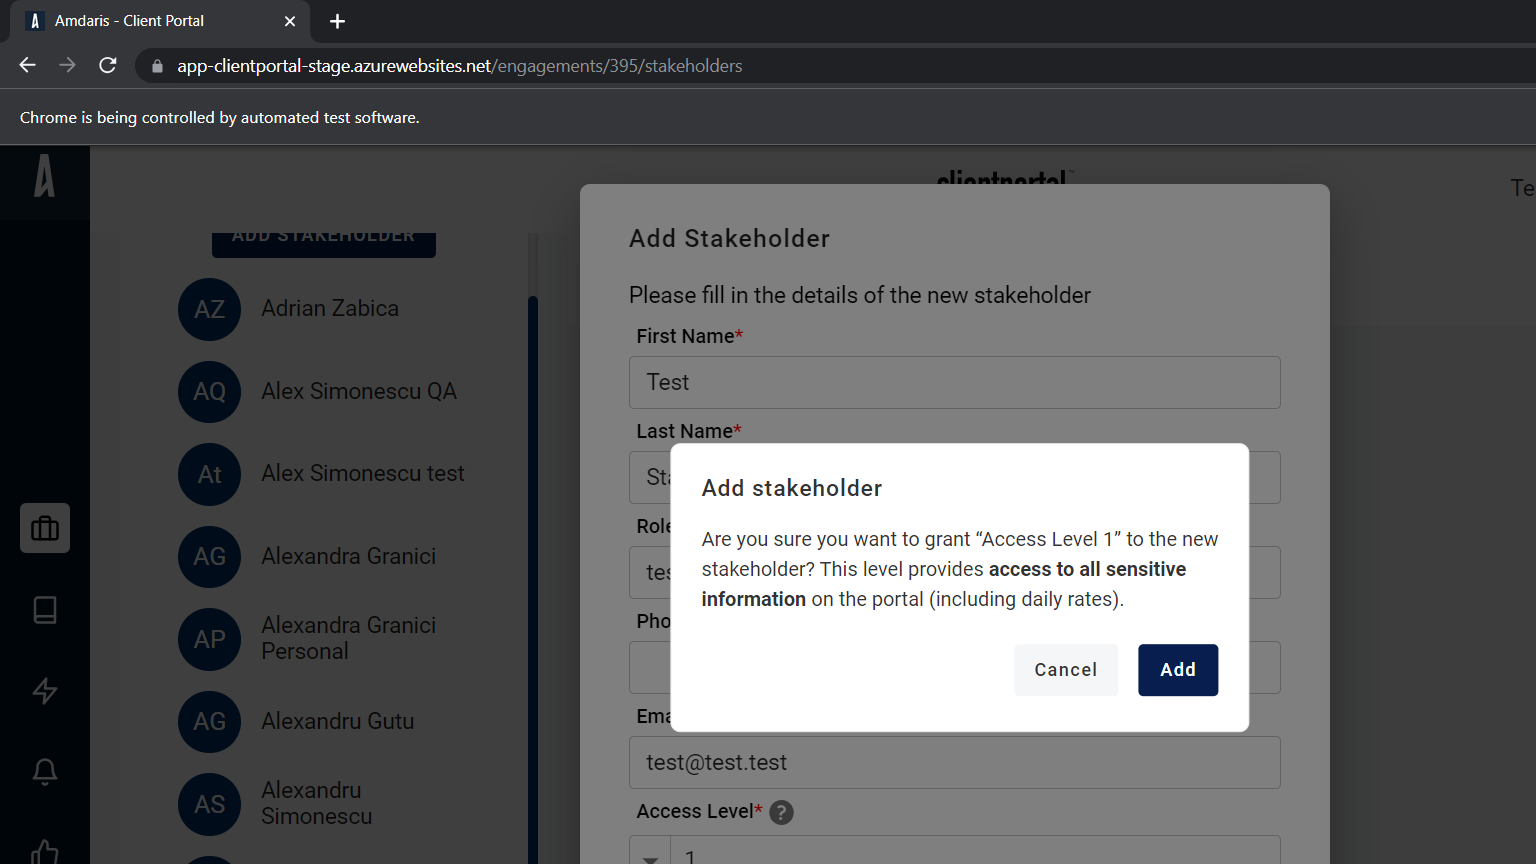 Amdaris - Client Portal
app-clientportal-stage.azurewebsites.net/engagements/395/stakeholders
Chrome is being controlled by automated test software.
clientportal™
Te
ADD STAKEHOLDER
AZ Adrian Zabica
AQ Alex Simonescu QA
At Alex Simonescu test
AG Alexandra Granici
AP Alexandra Granici
Personal
AG Alexandru Gutu
AS Alexandru
Simonescu
Add Stakeholder
Please fill in the details of the new stakeholder
First Name*
Test
Last Name*
Sta
Role
tes
Pho
Ema
test@test.test
Access Level* ?
1
Add stakeholder
Are you sure you want to grant “Access Level 1” to the new
stakeholder? This level provides access to all sensitive
information on the portal (including daily rates).
Cancel Add